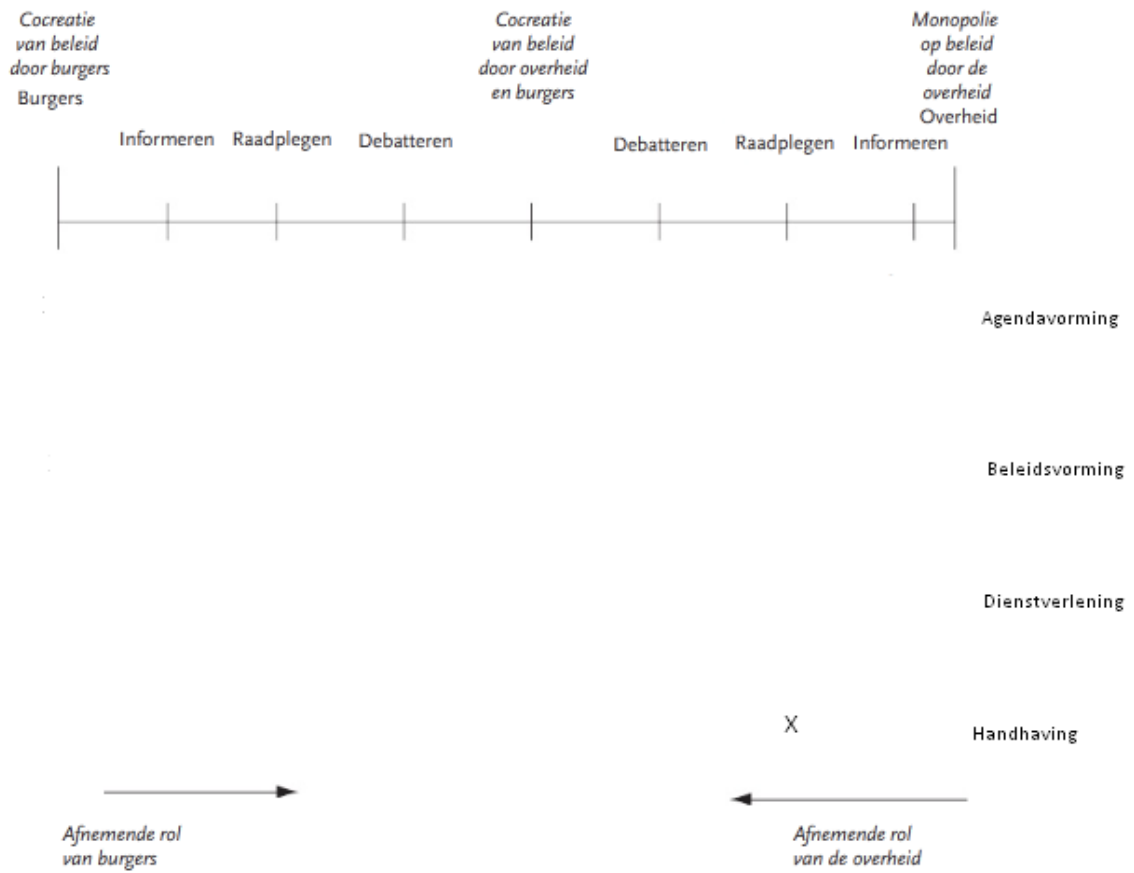 Cocreatie
van beleid
door burgers
Burgers
Cocreatie
van beleid
door overheid
en burgers
Monopolie
op beleid
door de
overheid
Overheid
Informeren Raadplegen Debatteren Debatteren Raadplegen Informeren
Agendavorming
Beleidsvorming
Dienstverlening
X
Handhaving
Afnemende rol
van burgers
Afnemende rol
van de overheid